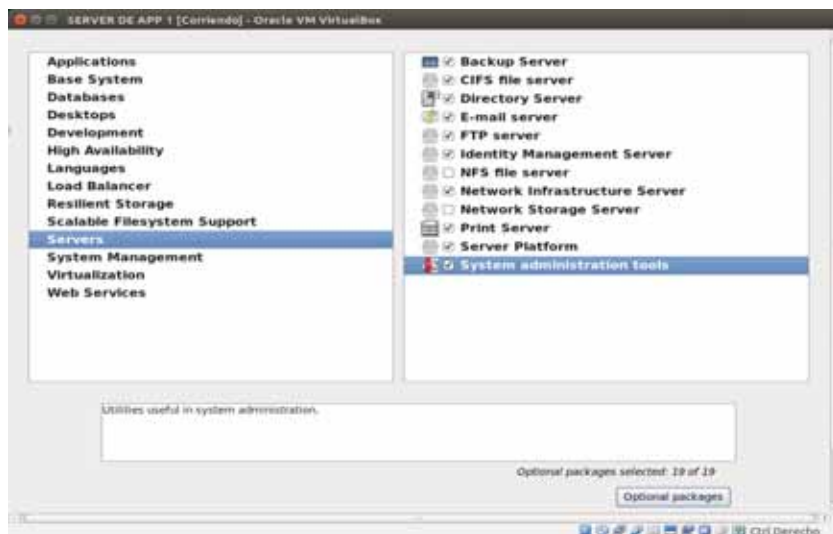 SERVER DE APP 1 [Corriendo] - Oracle VM VirtualBox
Applications
Base System
Databases
Desktops
Development
High Availability
Languages
Load Balancer
Resilient Storage
Scalable Filesystem Support
Servers
System Management
Virtualization
Web Services
Backup Server
CIFS file server
Directory Server
E-mail server
FTP server
Identity Management Server
NFS file server
Network Infrastructure Server
Network Storage Server
Print Server
Server Platform
System administration tools
Utilities useful in system administration.
Optional packages selected: 19 of 19
Optional packages
Ctrl Derecho